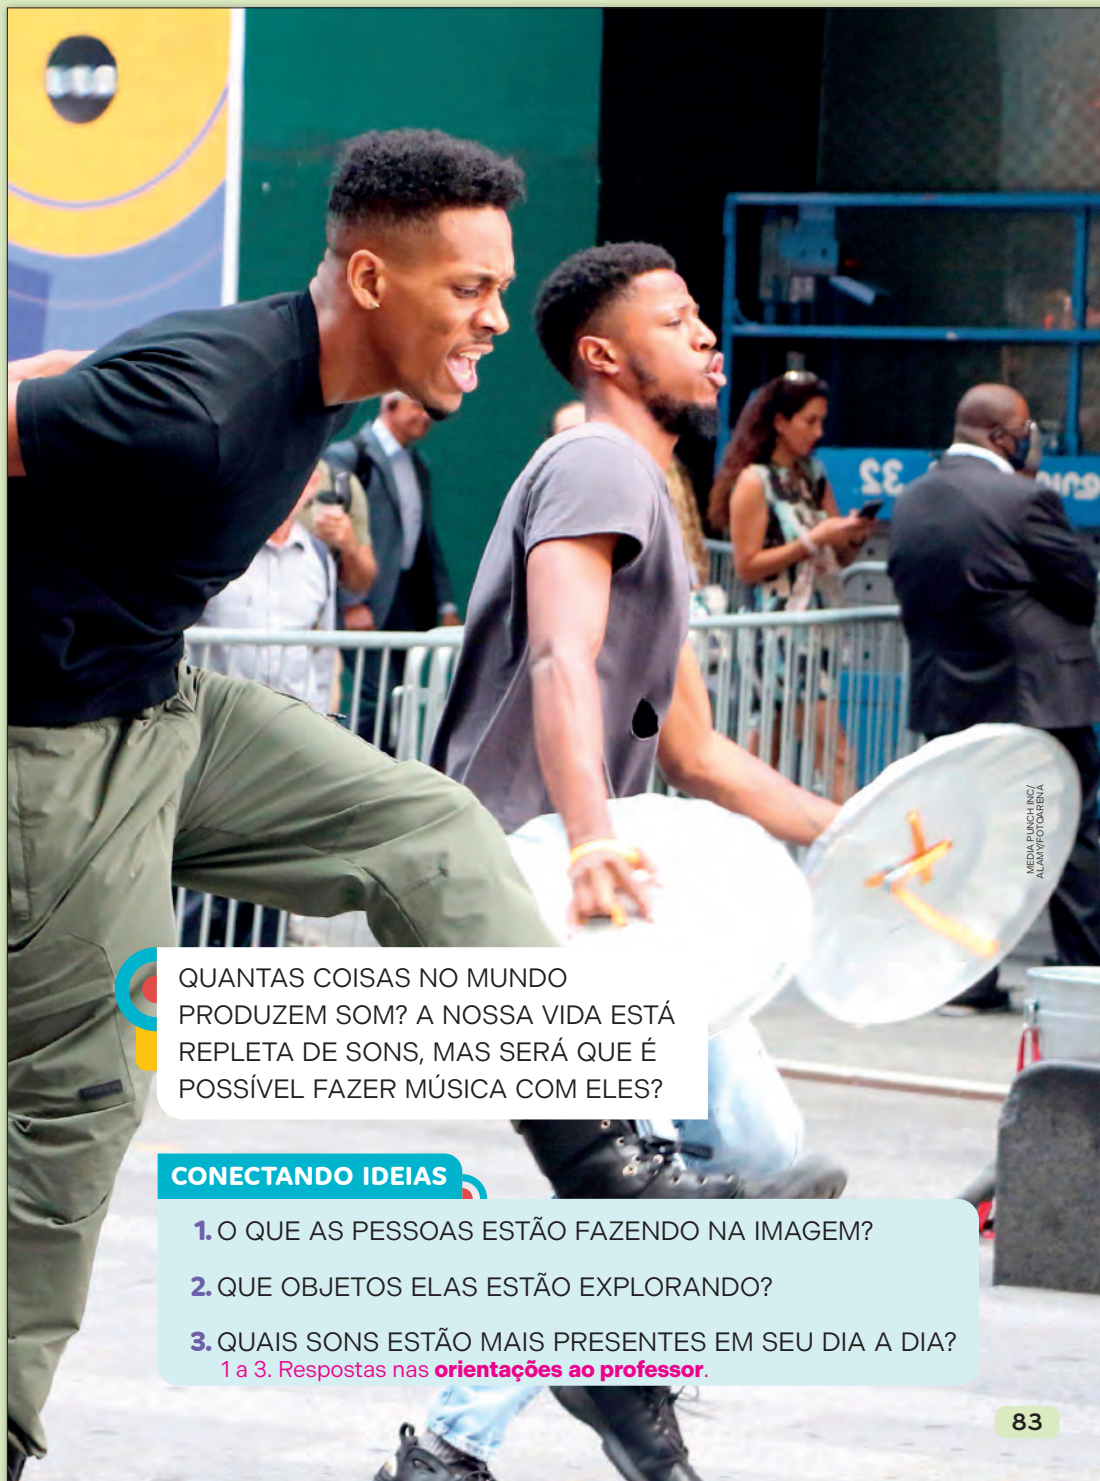 32
MEDIA PUNCH INC/
ALAMY/FOTOARENA
QUANTAS COISAS NO MUNDO
PRODUZEM SOM? A NOSSA VIDA ESTÁ
REPLETA DE SONS, MAS SERÁ QUE É
POSSÍVEL FAZER MÚSICA COM ELES?
CONECTANDO IDEIAS
1. O QUE AS PESSOAS ESTÃO FAZENDO NA IMAGEM?
2. QUE OBJETOS ELAS ESTÃO EXPLORANDO?
3. QUAIS SONS ESTÃO MAIS PRESENTES EM SEU DIA A DIA?
1 a 3. Respostas nas orientações ao professor.
83